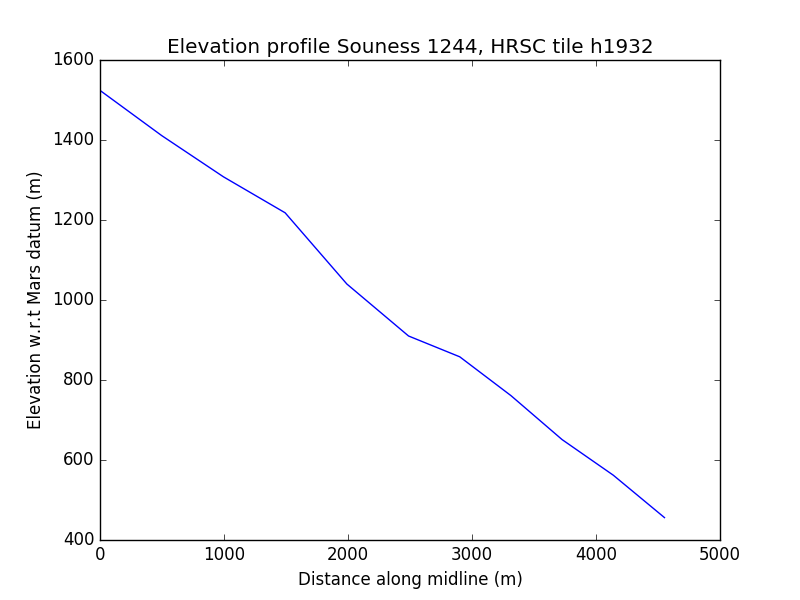 Elevation profile Souness 1244, HRSC tile h1932
1600
1400
1200
1000
800
600
400
Elevation w.r.t Mars datum (m)
0 1000 2000 3000 4000 5000
Distance along midline (m)